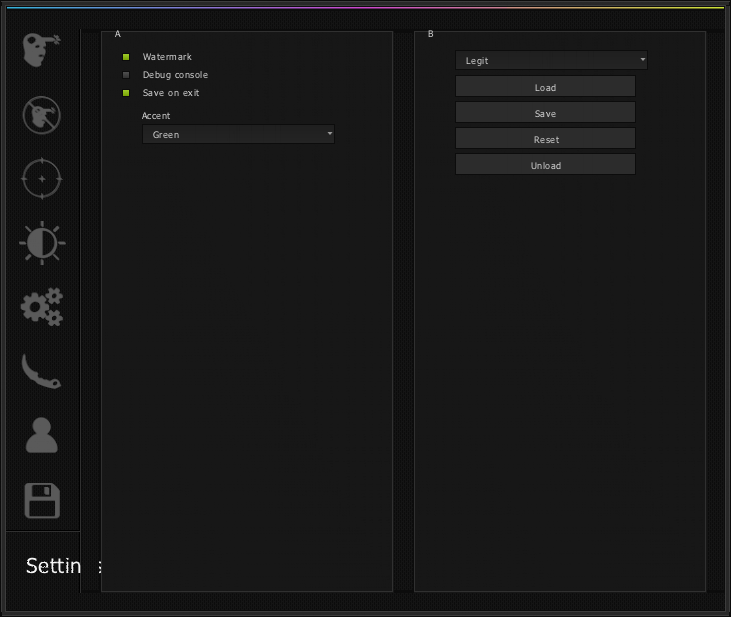 A
Watermark
Debug console
Save on exit
Accent
Green
B
Legit
Load
Save
Reset
Unload
Settin s